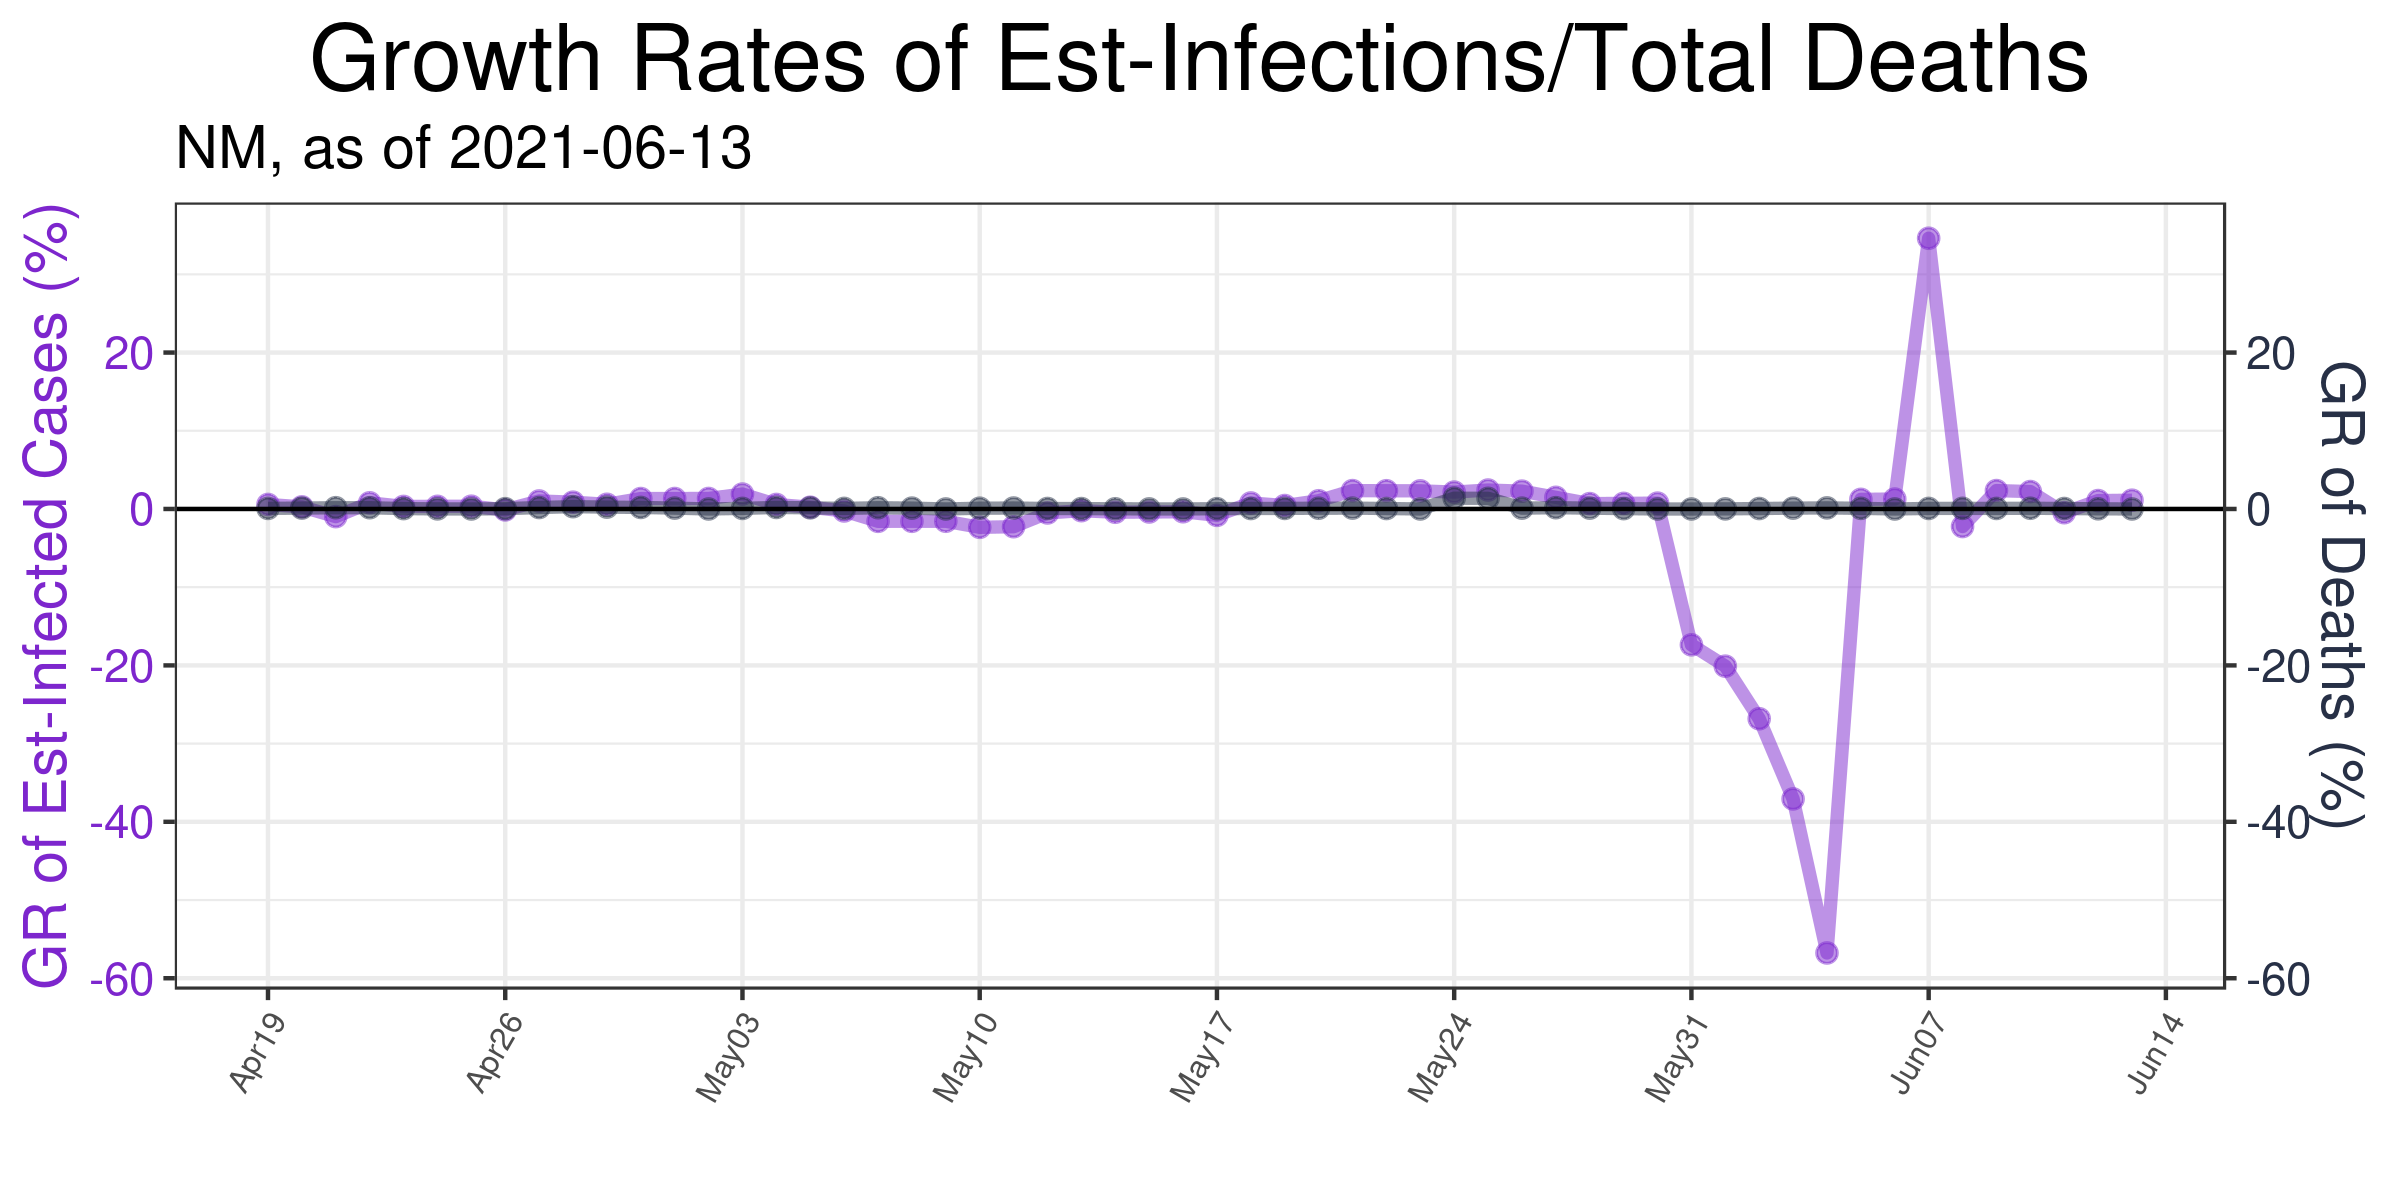 Growth Rates of Est-Infections/Total Deaths
NM, as of 2021-06-13
GR of Est-Infected Cases (%)
20
0
-20
-40
-60
20
0
-20
-40
-60
GR of Deaths (%)
Apr19
Apr26
May03
May10
May17
May24
May31
Jun07
Jun14